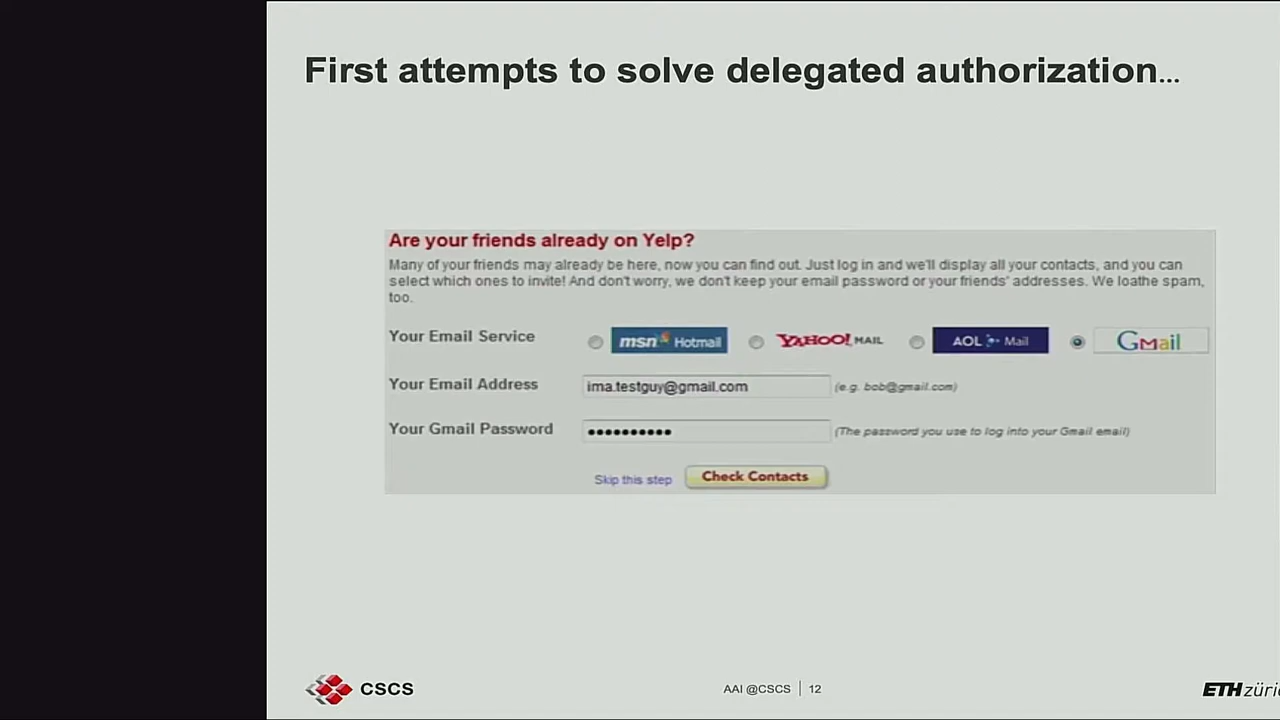 First attempts to solve delegated authorization...
Are your friends already on Yelp?
Many of your friends may already be here, now you can find out. Just log in and we'll display all your contacts, and you can
select which ones to invite! And don't worry, we don't keep your email password or your friends' addresses. We loathe spam,
too.
Your Email Service
msn Hotmail
YAHOO! MAIL
AOL Mail
GMail
Your Email Address
ima.testguy@gmail.com
(e.g. bob@gmail.com)
Your Gmail Password
••••••••••
(The password you use to log into your Gmail email)
Skip this step
Check Contacts
CSCS
AAI @CSCS | 12
ETH züri